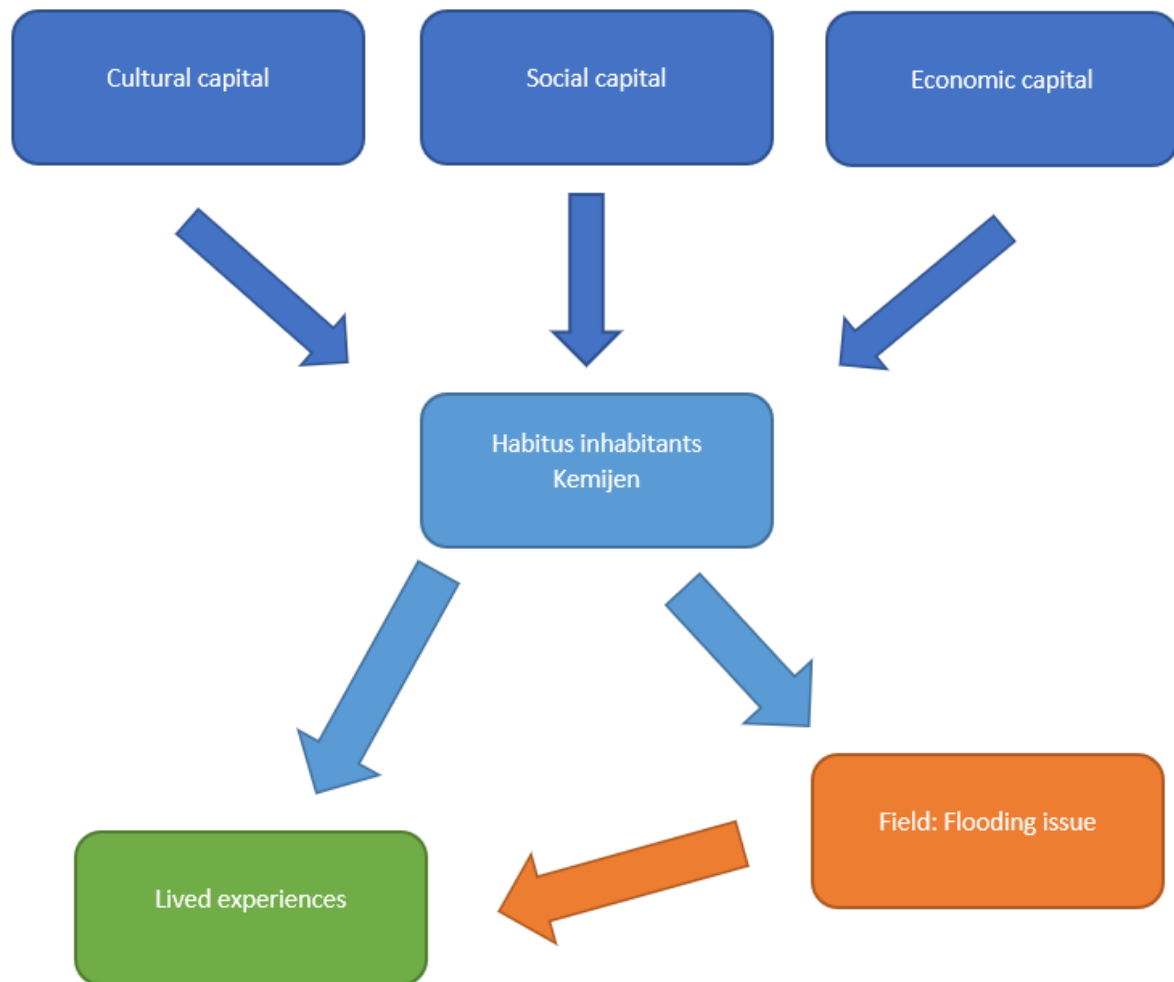 Cultural capital
Social capital
Economic capital
Habitus inhabitants
Kemijen
Field: Flooding issue
Lived experiences